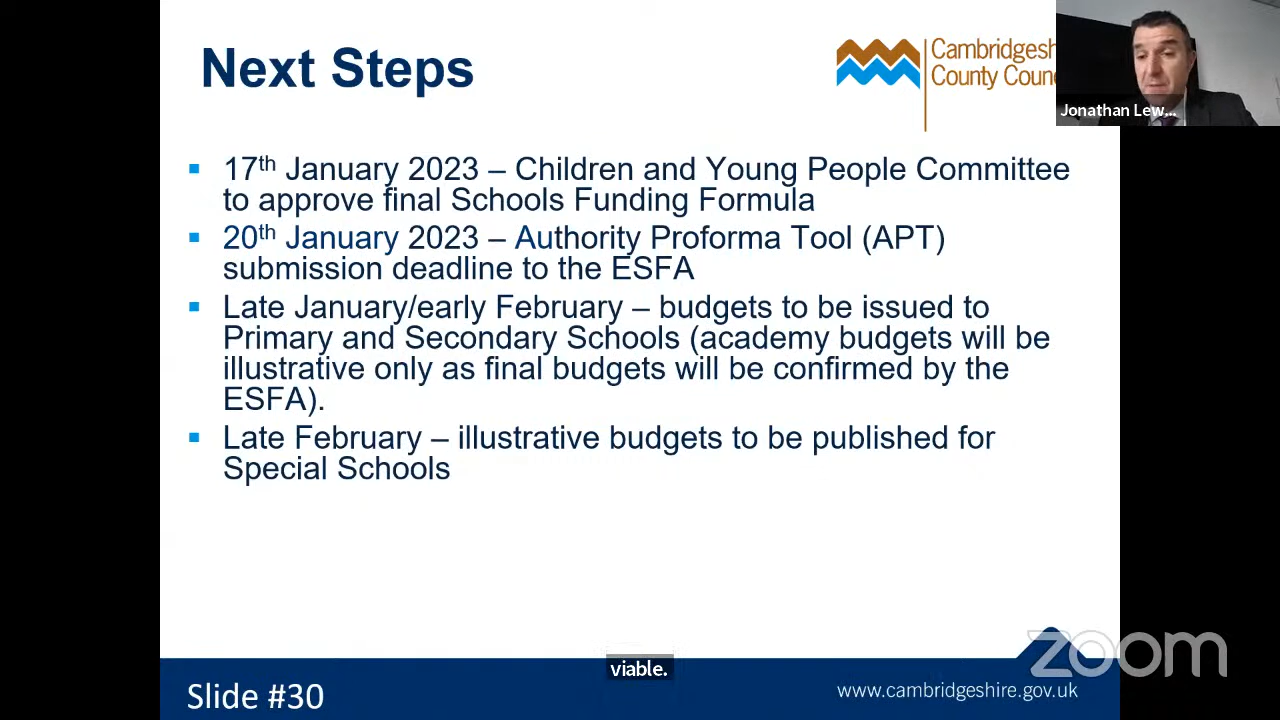 Next Steps
Cambridgesh
County Coun
Jonathan Lew...
17th January 2023 – Children and Young People Committee
to approve final Schools Funding Formula
20th January 2023 – Authority Proforma Tool (APT)
submission deadline to the ESFA
Late January/early February – budgets to be issued to
Primary and Secondary Schools (academy budgets will be
illustrative only as final budgets will be confirmed by the
ESFA).
Late February – illustrative budgets to be published for
Special Schools
zoom
viable.
Slide #30
www.cambridgeshire.gov.uk